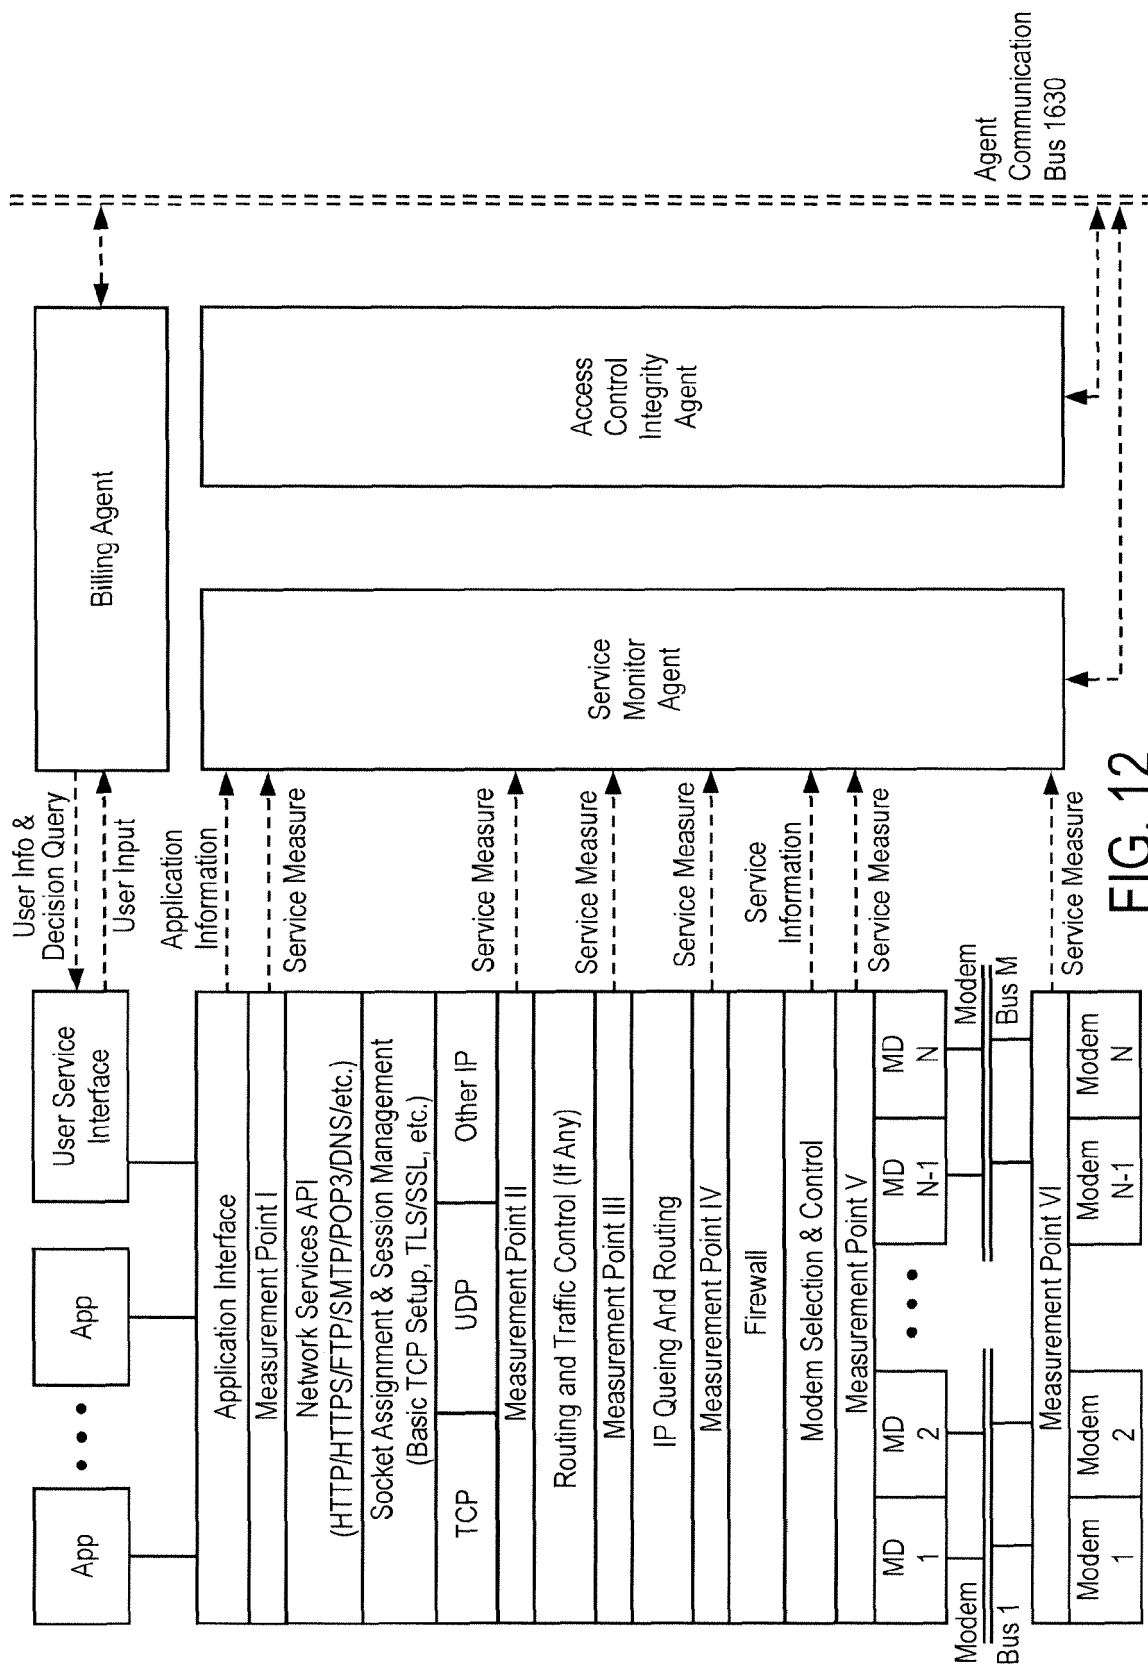 App
App
User Service
Interface
User Info &
Decision Query
User Input
Billing Agent
Application Interface
Application
Information
Measurement Point I
Service Measure
Network Services API
(HTTP/HTTPS/FTP/SMTP/POP3/DNS/etc.)
Socket Assignment & Session Management
(Basic TCP Setup, TLS/SSL, etc.)
TCP
UDP
Other IP
Measurement Point II
Service Measure
Routing and Traffic Control (If Any)
Measurement Point III
Service Measure
IP Queing And Routing
Measurement Point IV
Service Measure
Firewall
Modem Selection & Control
Service
Information
Measurement Point V
Service Measure
MD
1
MD
2
MD
N-1
MD
N
Modem
Bus 1
Modem
Bus M
Measurement Point VI
Service Measure
Modem
1
Modem
2
Modem
N-1
Modem
N
Service
Monitor
Agent
Access
Control
Integrity
Agent
Agent
Communication
Bus 1630
FIG. 12